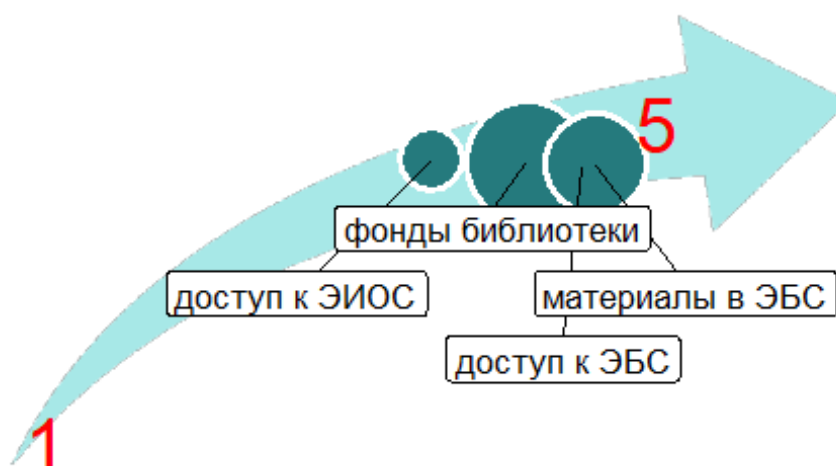 5
фонды библиотеки
доступ к ЭИОС
материалы в ЭБС
доступ к ЭБС
1